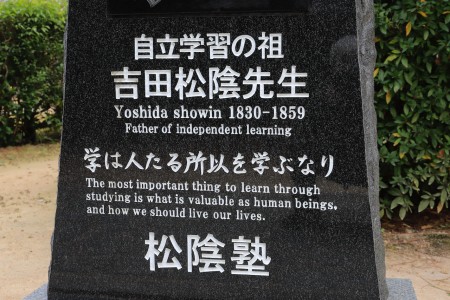 自立学習の祖
吉田松陰先生
Yoshida showin 1830-1859
Father of independent learning
学は人たる所以を学ぶなり
The most important thing to learn through
studying is what is valuable as human beings,
and how we should live our lives.
松陰塾